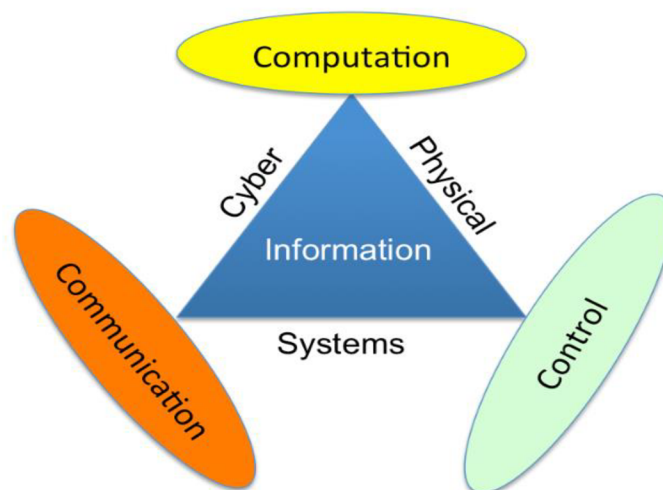 Computation
Cyber
Physical
Information
Communication
Systems
Control